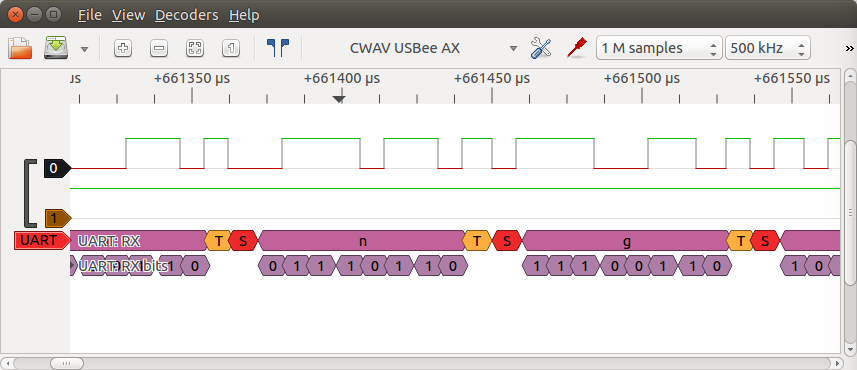 File View Decoders Help
CWAV USBee AX 1 M samples 500 kHz »
µs +661350 µs +661400 µs +661450 µs +661500 µs +661550 µs
0
1
UART UART: RX T S n T S g T S
UART: RX bits 1 0 0 1 1 1 0 1 1 0 1 1 1 0 0 1 1 0 1 0